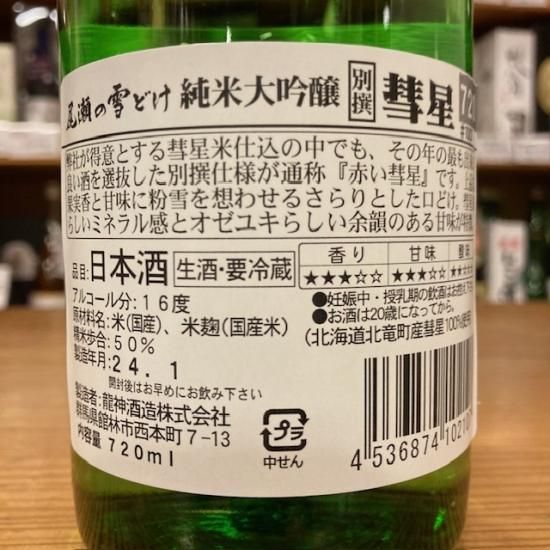 尾瀬の雪どけ 純米大吟醸 別撰 彗星 72
弊社が得意とする彗星米仕込の中でも、その年の最も
良い酒を選抜した別撰仕様が通称『赤い彗星』です。
果実香と甘味に粉雪を想わせるさらりとした口どけ、
らしいミネラル感とオゼユキらしい余韻のある甘味が特徴
品目:日本酒 生酒・要冷蔵
香り 甘味 酸味
★★★☆☆ ★★★☆☆
アルコール分:16度
原材料名:米(国産)、米麹(国産米)
精米歩合:50%
製造年月:24.1
●妊娠中・授乳期の飲酒はお控え下
●お酒は20歳になってから。
(北海道北竜町産彗星100%使用)
開封後はお早めにお飲み下さい
製造者:龍神酒造株式会社
群馬県館林市西本町7-13
内容量 720ml
プラ
中せん
4 536874 10210